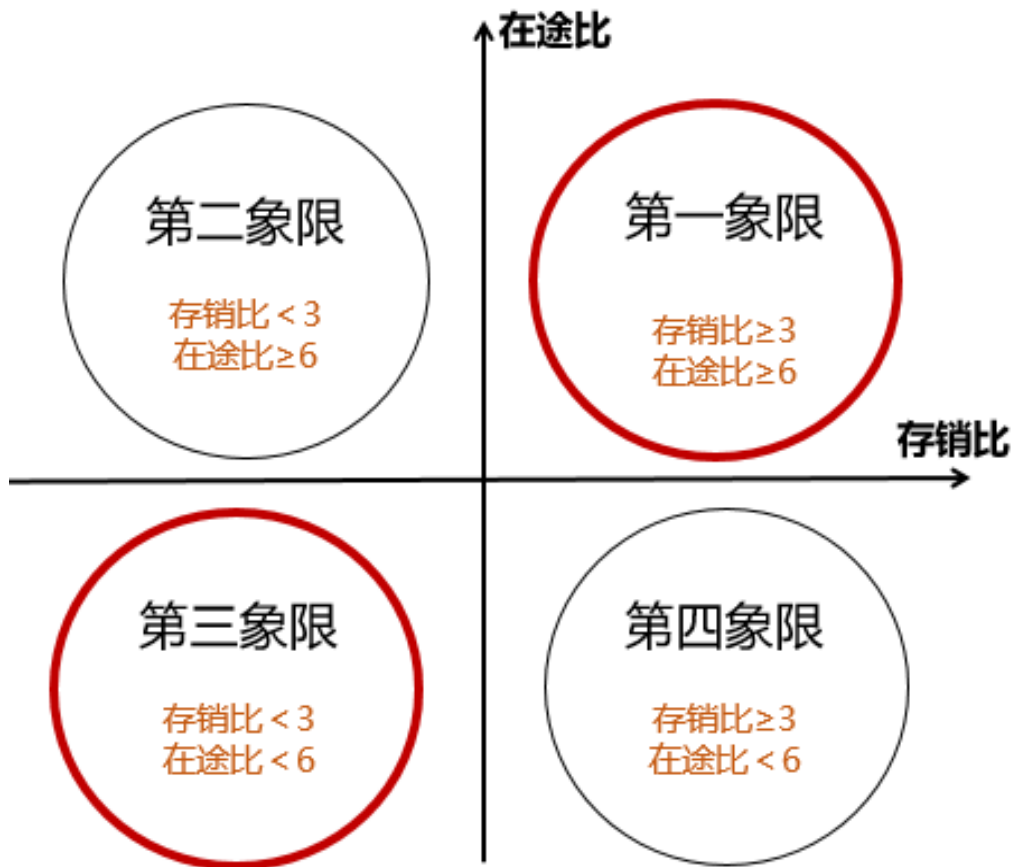 在途比
第二象限
存销比 < 3
在途比≥6
第一象限
存销比≥3
在途比≥6
存销比
第三象限
存销比 < 3
在途比 < 6
第四象限
存销比≥3
在途比 < 6